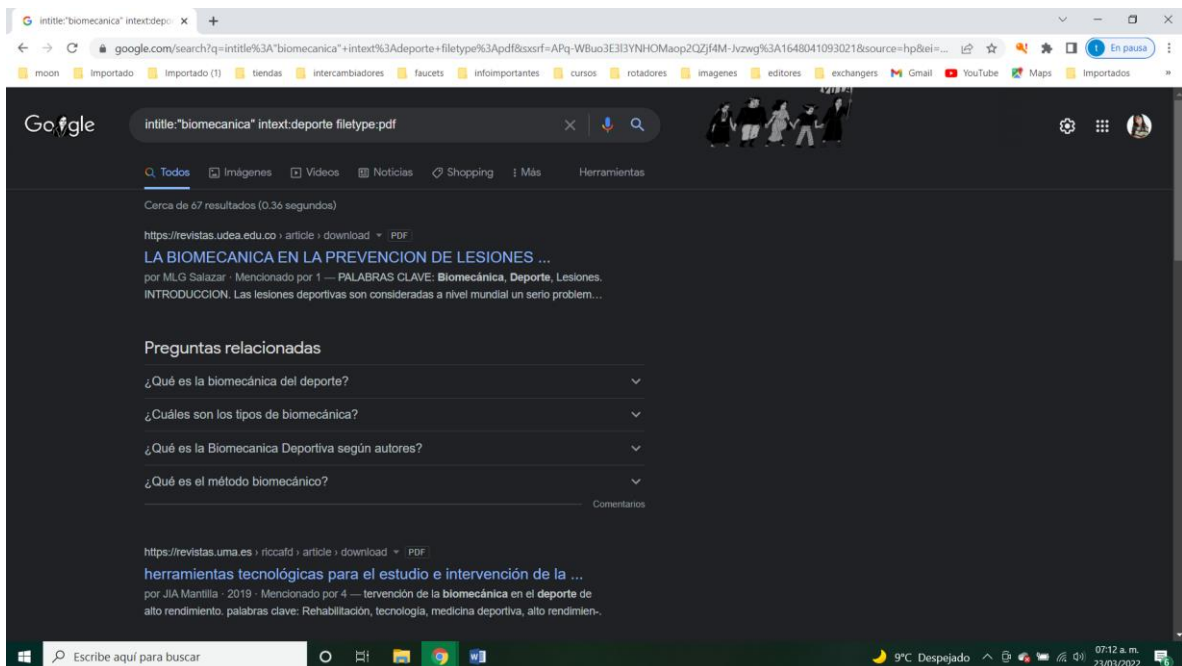 intitle:"biomecanica" intext:depo
google.com/search?q=intitle%3A"biomecanica"+intext%3Adeporte+filetype%3Apdf&sxsrf=APq-WBuo3E3I3YNHOMaop2QZjf4M-Jvzwg%3A1648041093021&source=hp&ei=...
t En pausa
moon Importado Importado (1) tiendas intercambiadores faucets infoimportantes cursos rotadores imagenes editores exchangers Gmail YouTube Maps Importados »
Google
intitle:"biomecanica" intext:deporte filetype:pdf
Todos Imágenes Videos Noticias Shopping Más Herramientas
Cerca de 67 resultados (0.36 segundos)
https://revistas.udea.edu.co › article › download PDF
LA BIOMECANICA EN LA PREVENCION DE LESIONES ...
por MLG Salazar · Mencionado por 1 — PALABRAS CLAVE: Biomecánica, Deporte, Lesiones.
INTRODUCCION. Las lesiones deportivas son consideradas a nivel mundial un serio problem...
Preguntas relacionadas
¿Qué es la biomecánica del deporte?
¿Cuáles son los tipos de biomecánica?
¿Qué es la Biomecanica Deportiva según autores?
¿Qué es el método biomecánico?
Comentarios
https://revistas.uma.es › riccafd › article › download PDF
herramientas tecnológicas para el estudio e intervención de la ...
por JIA Mantilla · 2019 · Mencionado por 4 — tervención de la biomecánica en el deporte de
alto rendimiento. palabras clave: Rehabilitación, tecnología, medicina deportiva, alto rendimien-.
Escribe aquí para buscar
9°C Despejado
07:12 a. m.
23/03/2022
6